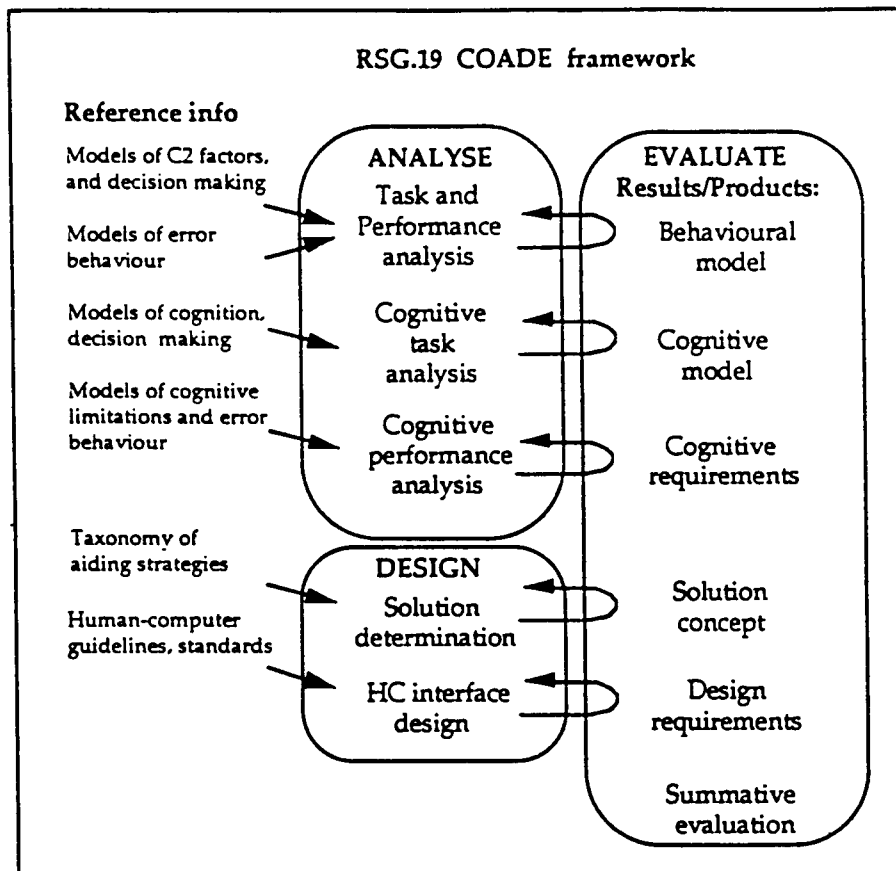 RSG.19 COADE framework
Reference info
Models of C2 factors,
and decision making
Models of error
behaviour
Models of cognition,
decision making
Models of cognitive
limitations and error
behaviour
Taxonomy of
aiding strategies
Human-computer
guidelines, standards
ANALYSE
Task and
Performance
analysis
Cognitive
task
analysis
Cognitive
performance
analysis
DESIGN
Solution
determination
HC interface
design
EVALUATE
Results/Products:
Behavioural
model
Cognitive
model
Cognitive
requirements
Solution
concept
Design
requirements
Summative
evaluation